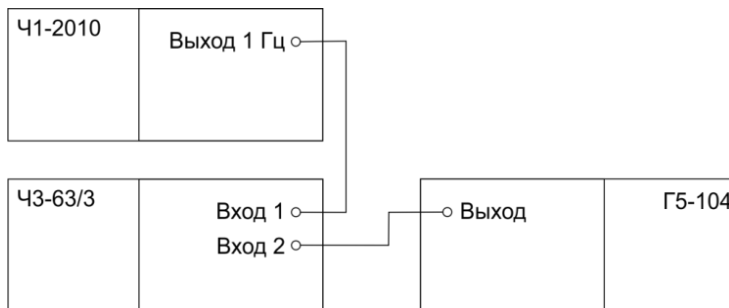 Ч1-2010
Выход 1 Гц
Ч3-63/3
Вход 1
Вход 2
Выход
Г5-104